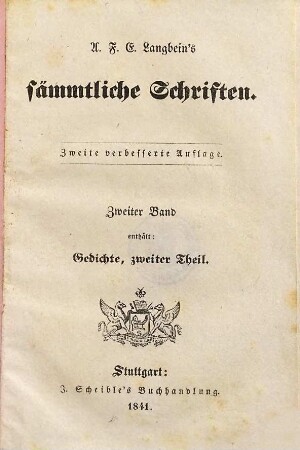 A. F. E. Langbein's
sämmtliche Schriften.
Zweite verbesserte Auflage.
Zweiter Band
enthält:
Gedichte, zweiter Theil.
Stuttgart:
J. Scheible's Buchhandlung.
1841.